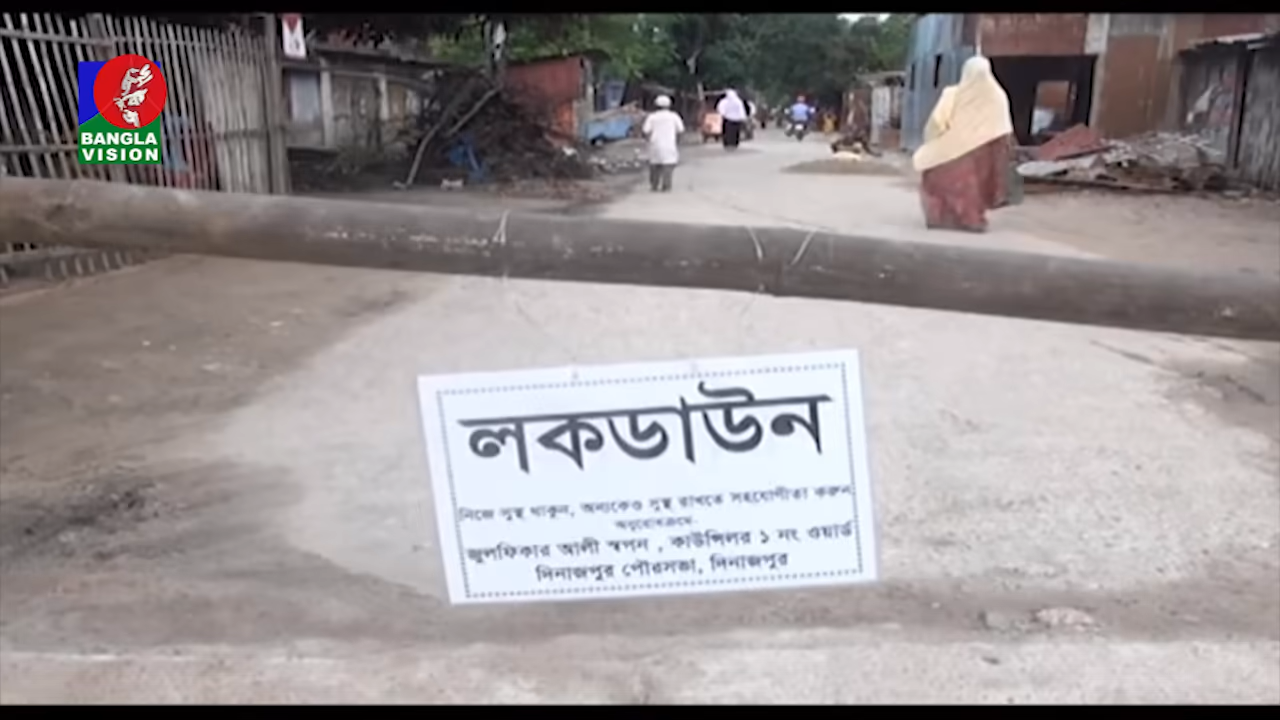 BANGLA
VISION
লকডাউন
নিজে সুস্থ থাকুন, অন্যকেও সুস্থ রাখতে সহযোগীতা করুন
অনুরোধক্রমে-
জুলফিকার আলী স্বপন , কাউন্সিলর ১ নং ওয়ার্ড
দিনাজপুর পৌরসভা, দিনাজপুর